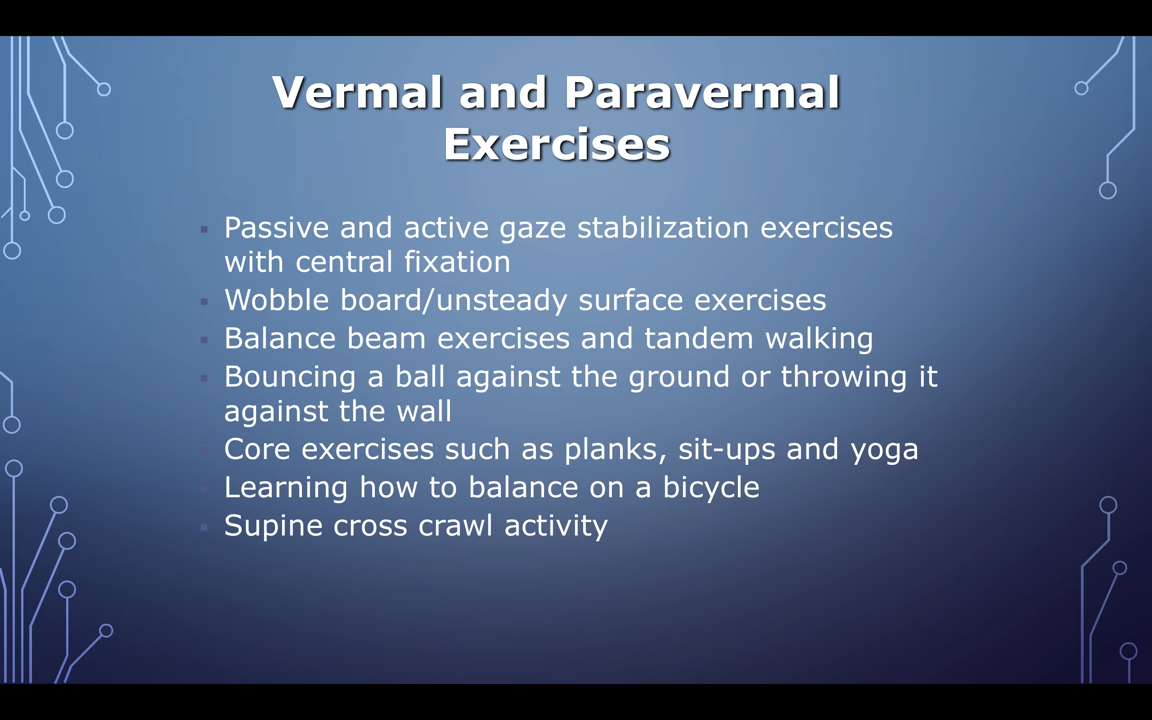 Vermal and Paravermal
Exercises
▪ Passive and active gaze stabilization exercises
with central fixation
▪ Wobble board/unsteady surface exercises
▪ Balance beam exercises and tandem walking
▪ Bouncing a ball against the ground or throwing it
against the wall
▪ Core exercises such as planks, sit-ups and yoga
▪ Learning how to balance on a bicycle
▪ Supine cross crawl activity